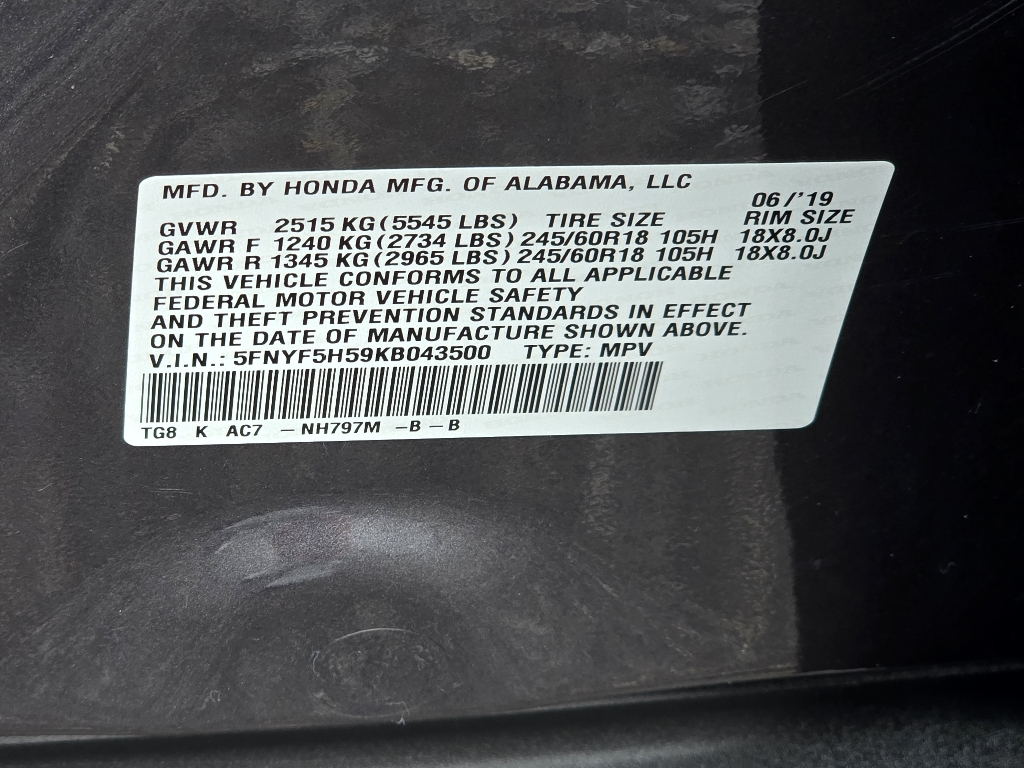 MFD. BY HONDA MFG. OF ALABAMA, LLC
06/'19
GVWR 2515 KG (5545 LBS) TIRE SIZE RIM SIZE
GAWR F 1240 KG (2734 LBS) 245/60R18 105H 18X8.0J
GAWR R 1345 KG (2965 LBS) 245/60R18 105H 18X8.0J
THIS VEHICLE CONFORMS TO ALL APPLICABLE
FEDERAL MOTOR VEHICLE SAFETY
AND THEFT PREVENTION STANDARDS IN EFFECT
ON THE DATE OF MANUFACTURE SHOWN ABOVE.
V.I.N.: 5FNYF5H59KB043500 TYPE: MPV
TG8 K AC7 -NH797M -B-B